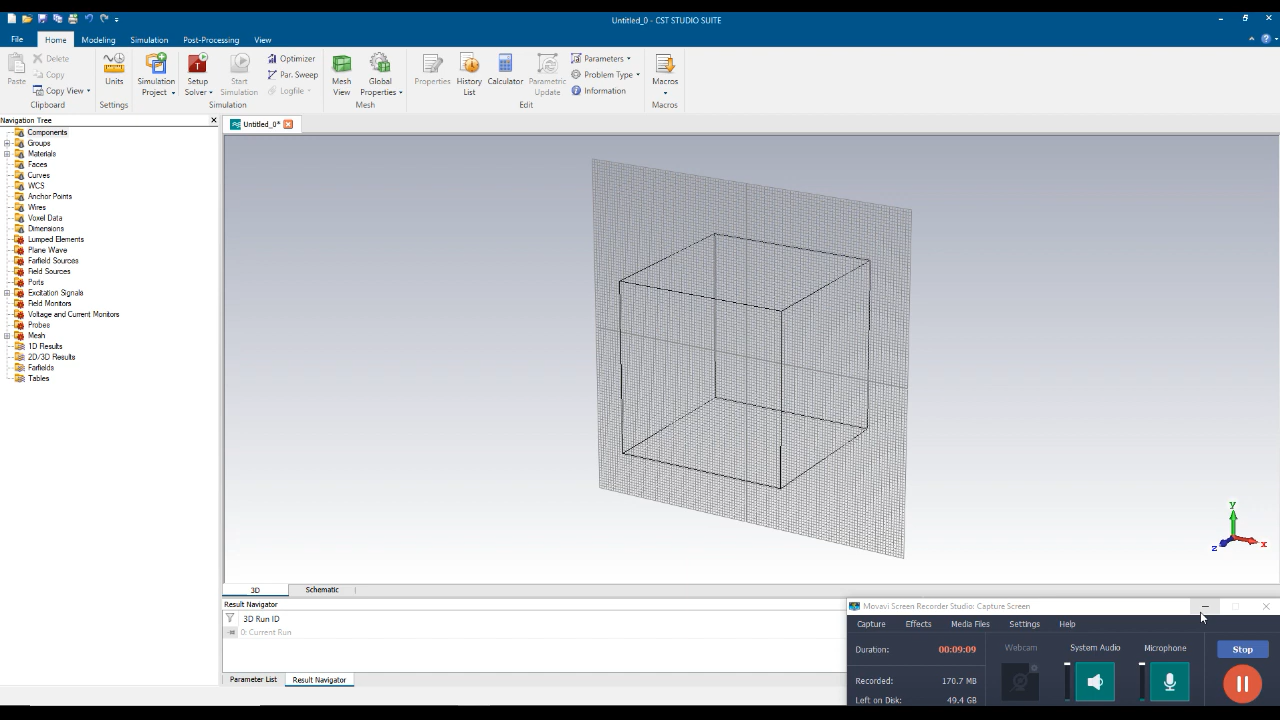 Untitled_0 - CST STUDIO SUITE
File Home Modeling Simulation Post-Processing View
Paste Delete Copy Copy View Clipboard
Units Settings
Simulation Project Setup Solver Start Simulation Optimizer Par. Sweep Logfile Simulation
Mesh View Global Properties Mesh
Properties History List Calculator Parametric Update Parameters Problem Type Information Edit
Macros Macros
Navigation Tree
Untitled_0*
Components
Groups
Materials
Faces
Curves
WCS
Anchor Points
Wires
Voxel Data
Dimensions
Lumped Elements
Plane Wave
Farfield Sources
Field Sources
Ports
Excitation Signals
Field Monitors
Voltage and Current Monitors
Probes
Mesh
1D Results
2D/3D Results
Farfields
Tables
y
z x
3D Schematic
Result Navigator
3D Run ID
0: Current Run
Parameter List Result Navigator
Movavi Screen Recorder Studio: Capture Screen
Capture Effects Media Files Settings Help
Duration: 00:09:09 Webcam System Audio Microphone Stop
Recorded: 170.7 MB
Left on Disk: 49.4 GB